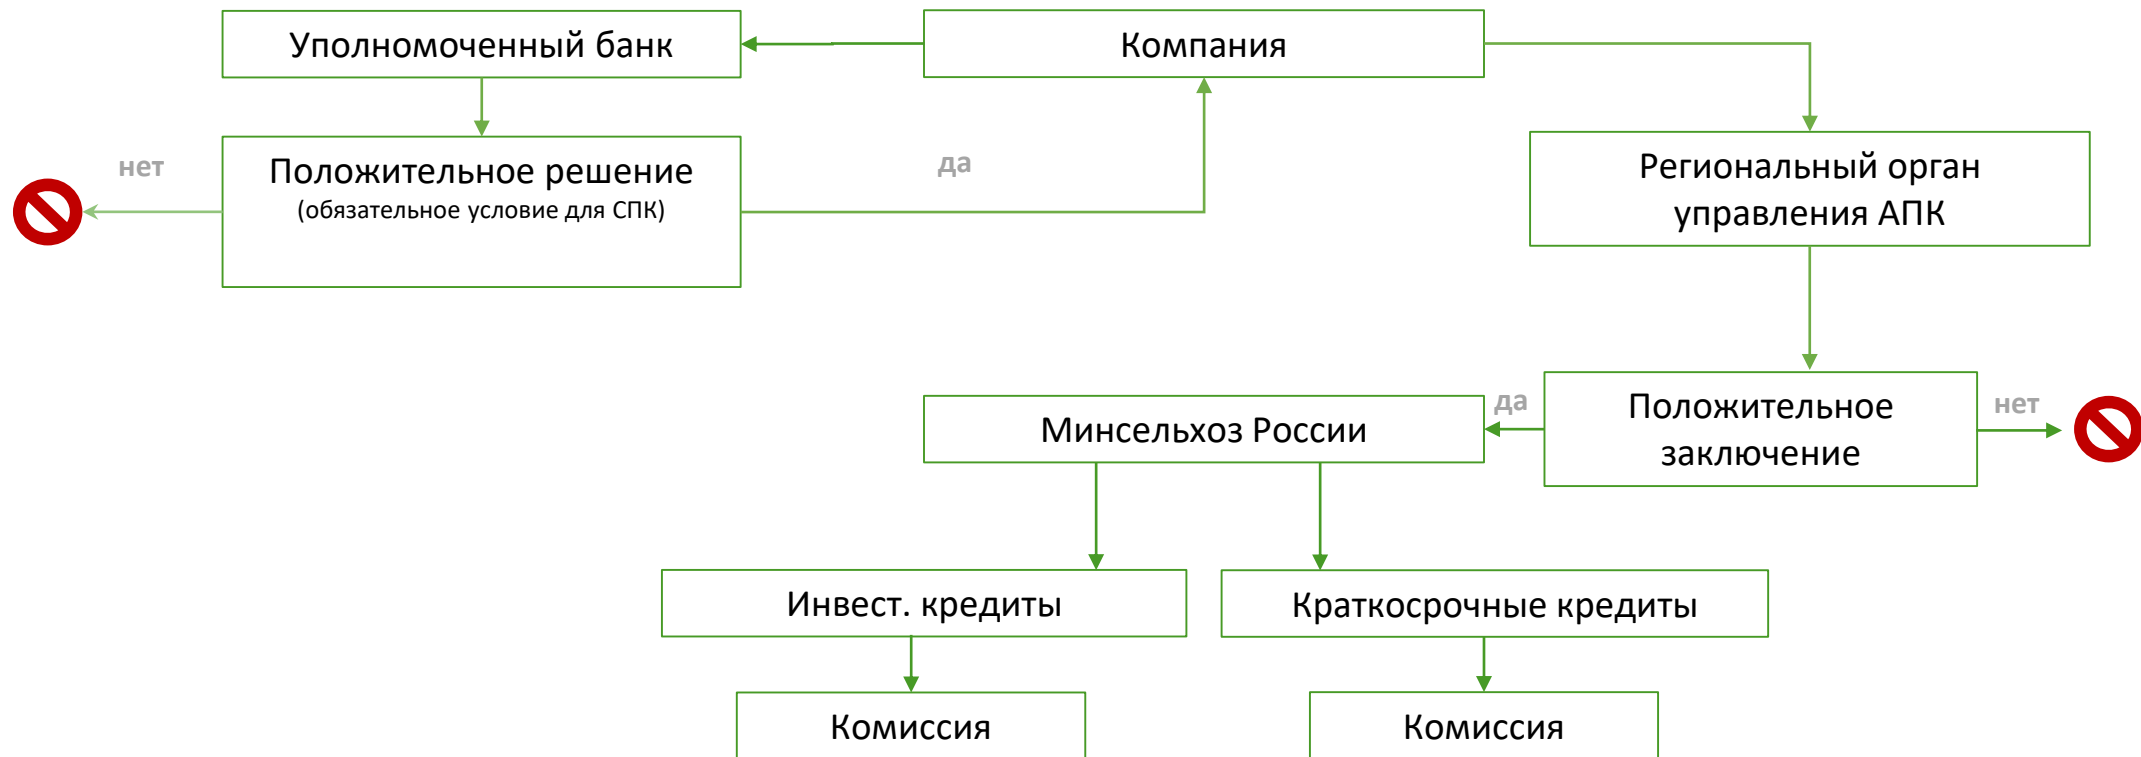 Уполномоченный банк
Компания
нет
Положительное решение
(обязательное условие для СПК)
да
Региональный орган
управления АПК
Минсельхоз России
да
Положительное
заключение
нет
Инвест. кредиты
Краткосрочные кредиты
Комиссия
Комиссия